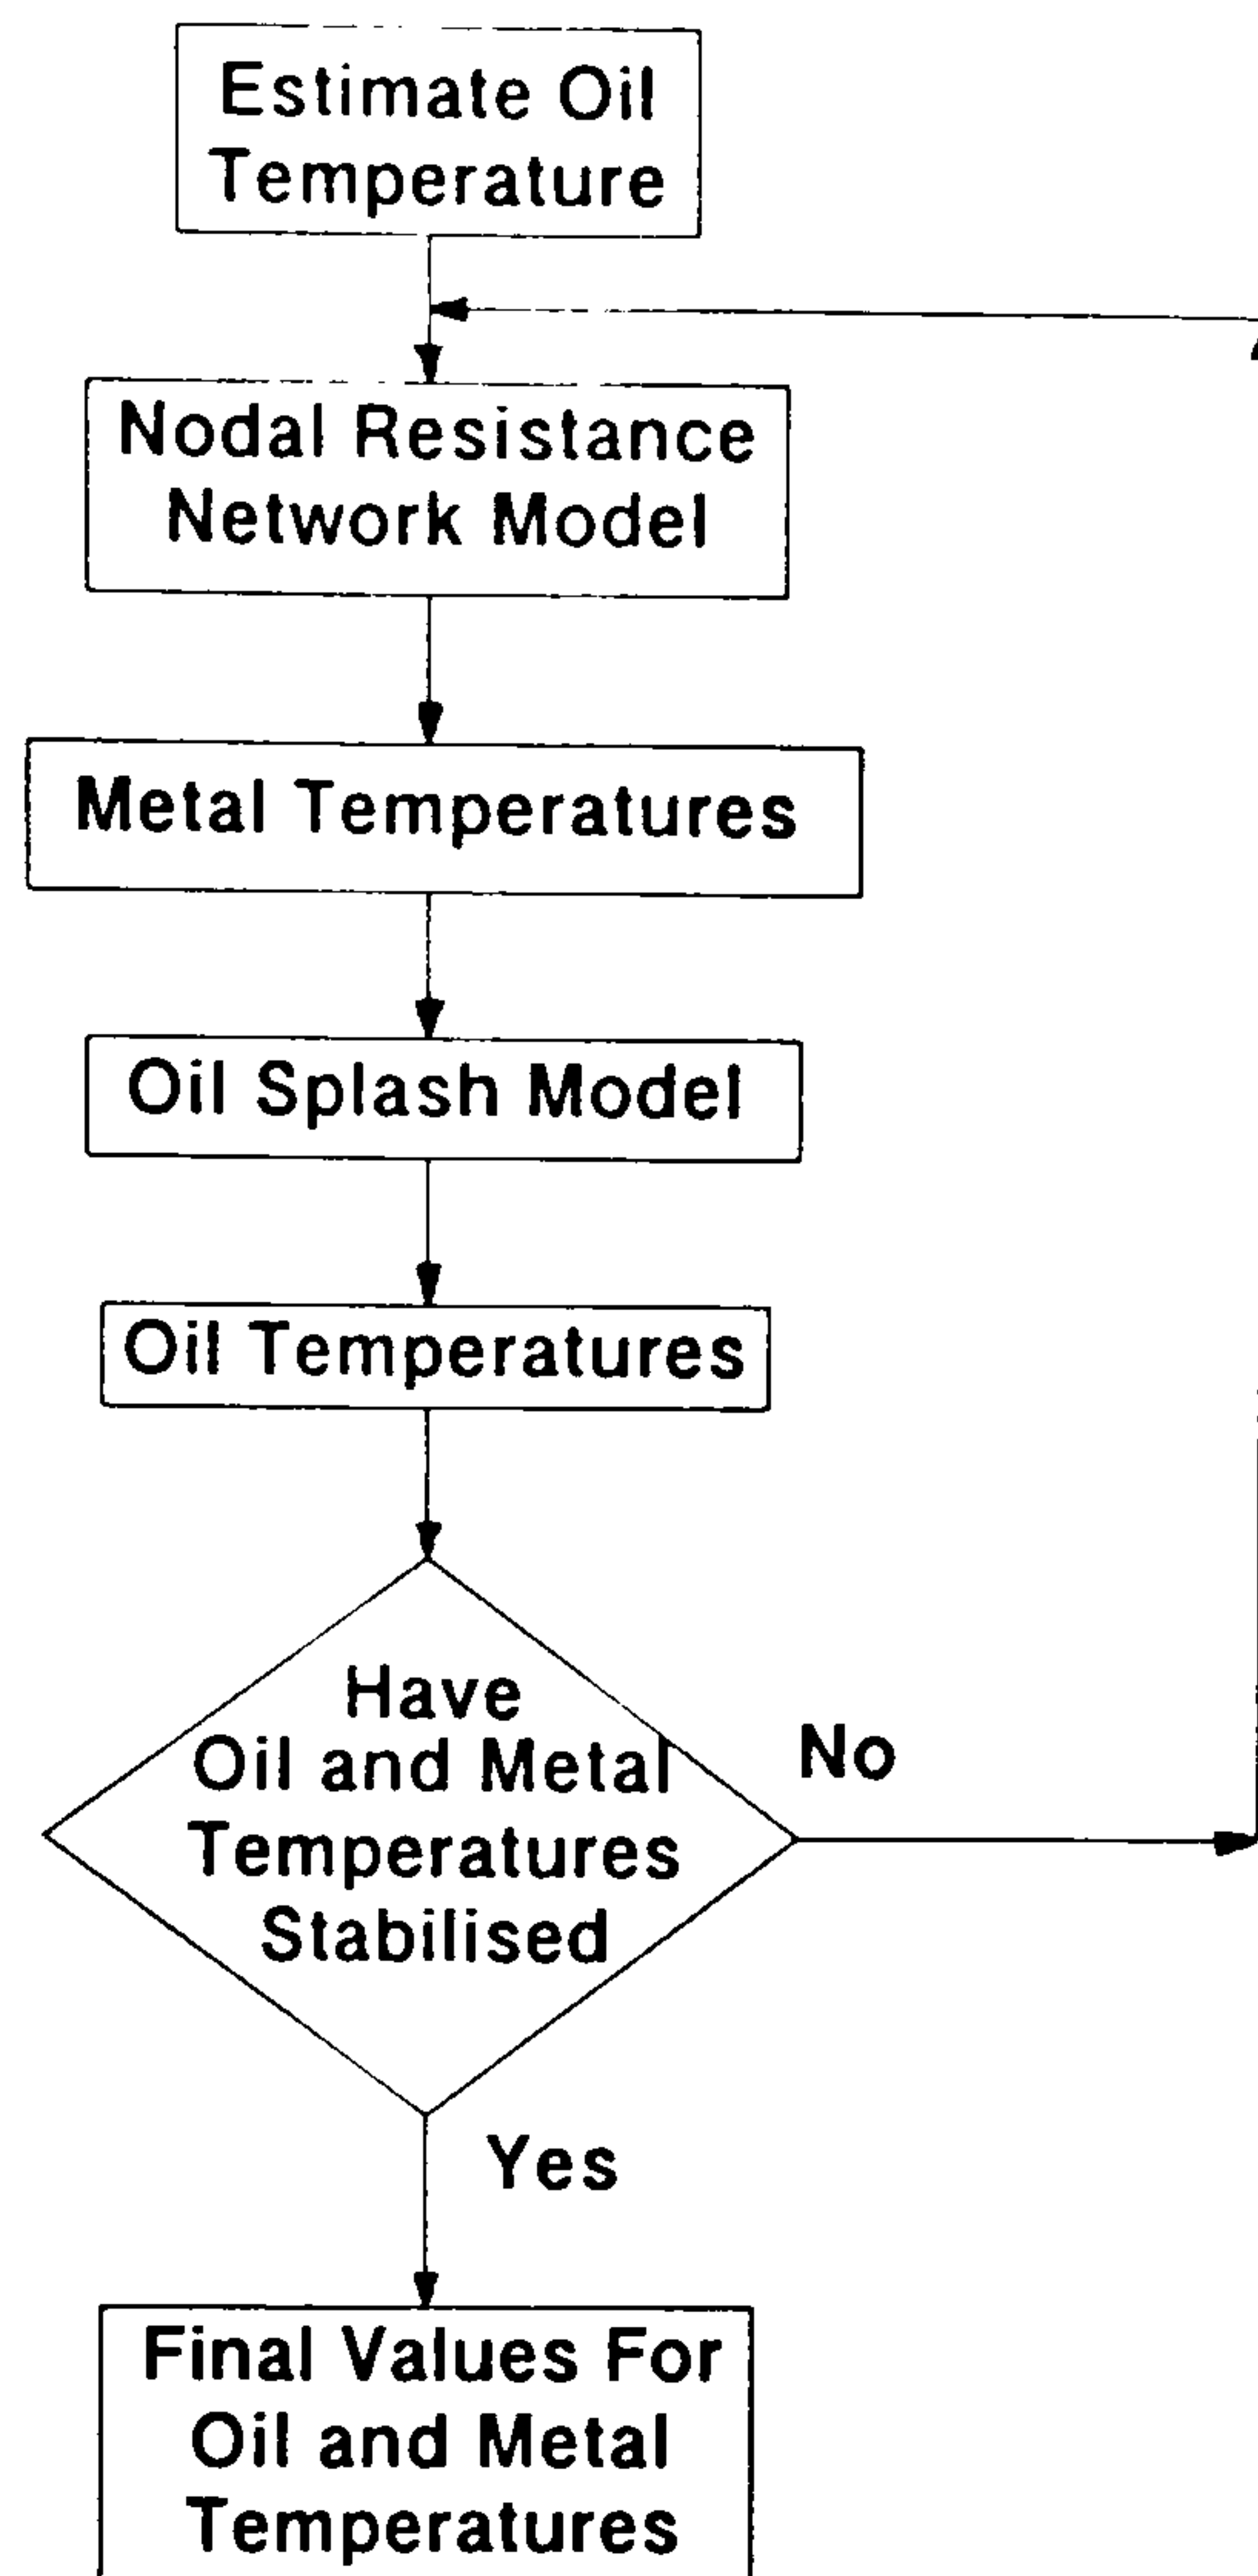 Estimate Oil
Temperature
Nodal Resistance
Network Model
Metal Temperatures
Oil Splash Model
Oil Temperatures
Have
Oil and Metal
Temperatures
Stabilised
No
Yes
Final Values For
Oil and Metal
Temperatures